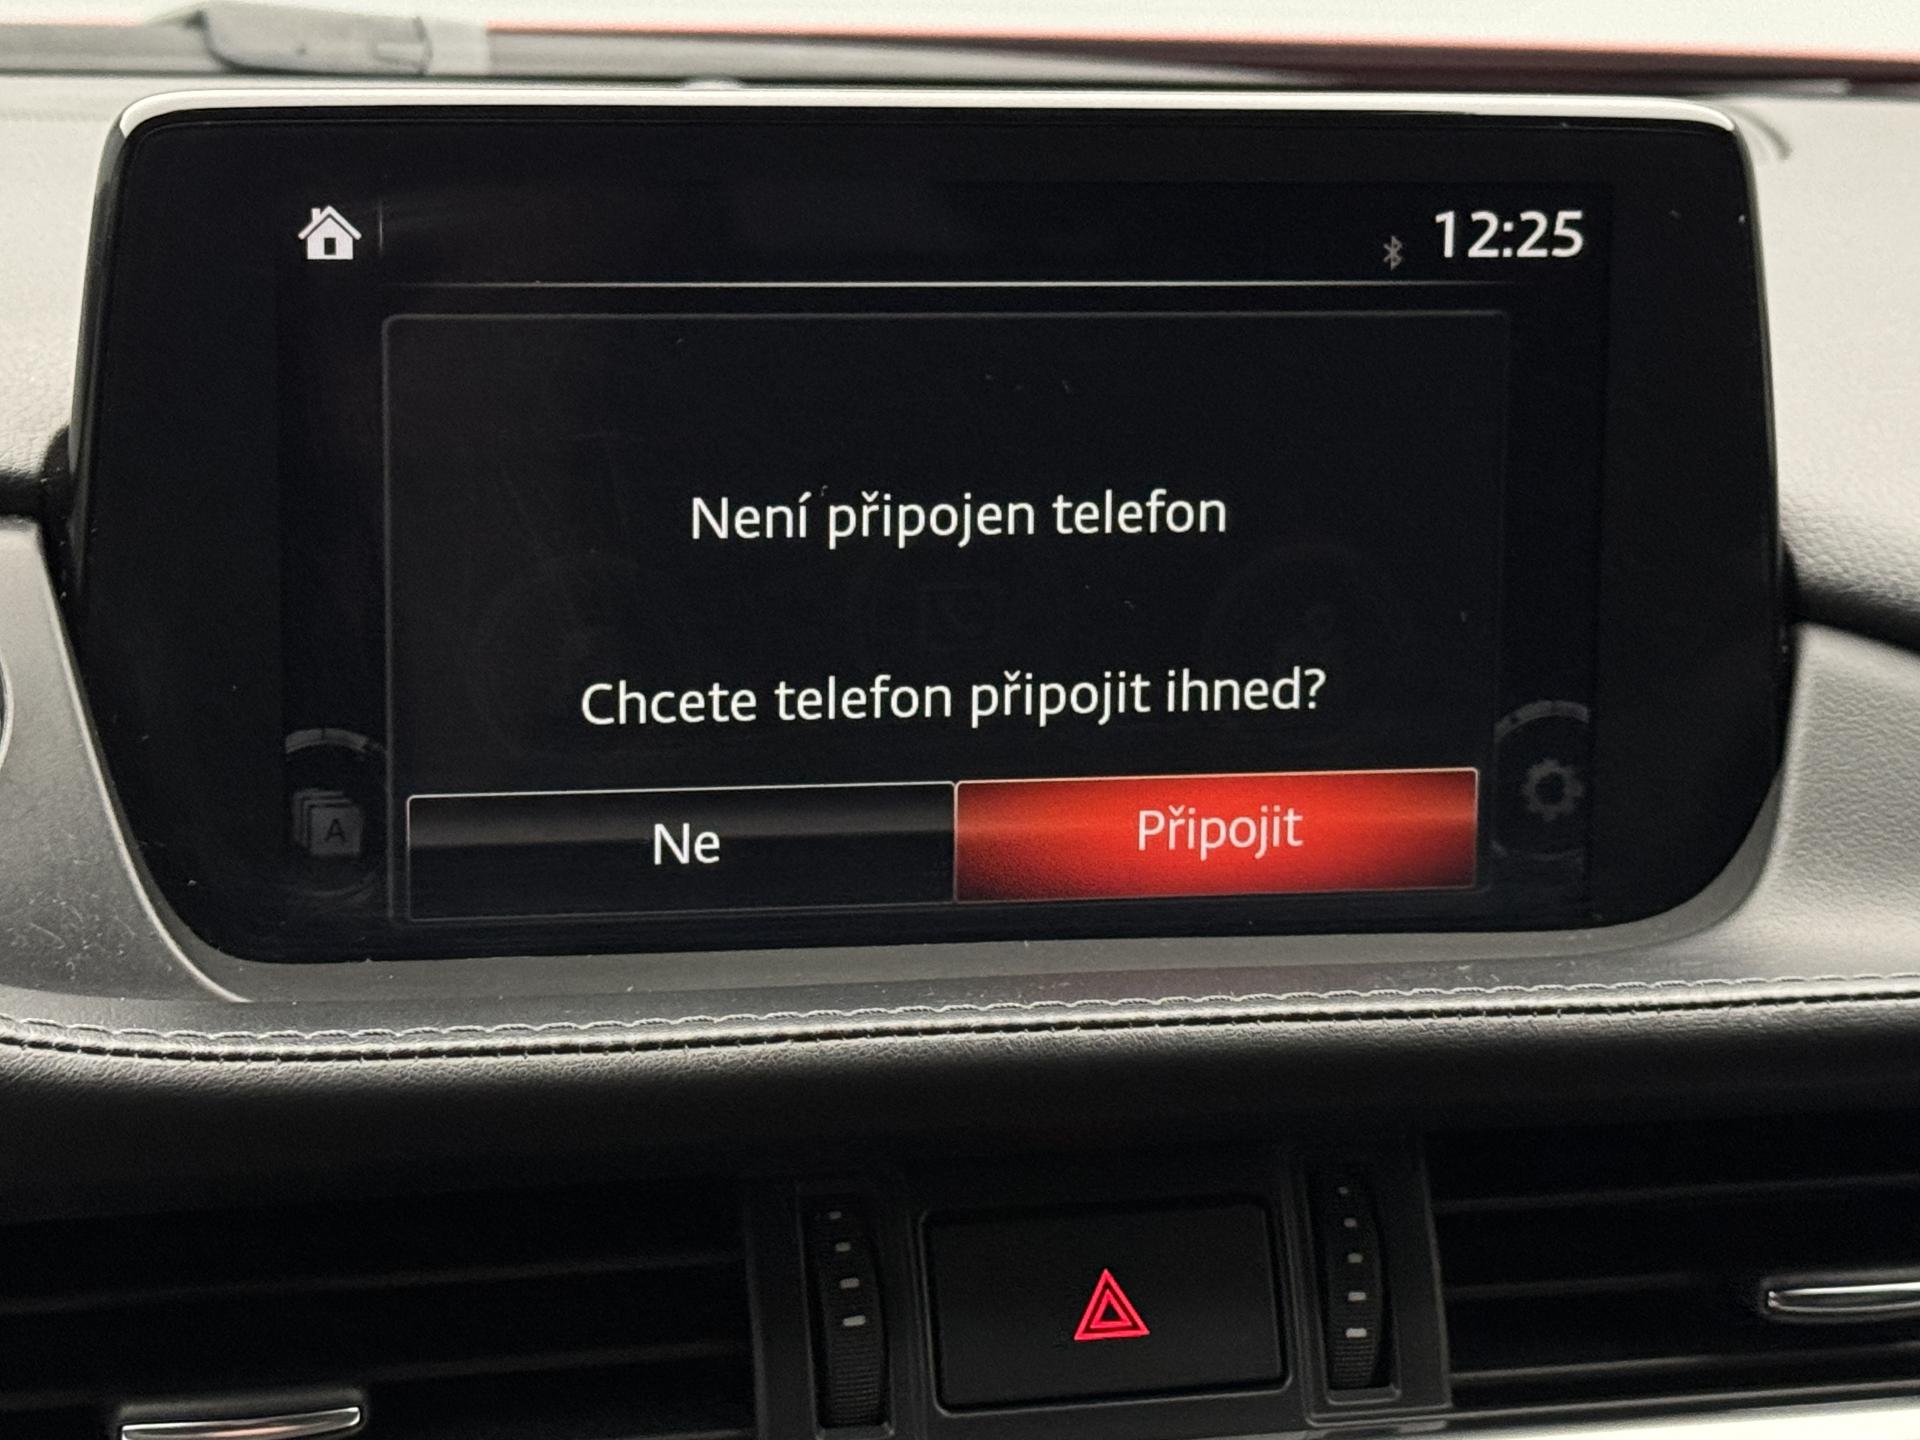 12:25
Není připojen telefon
Chcete telefon připojit ihned?
A
Ne
Připojit